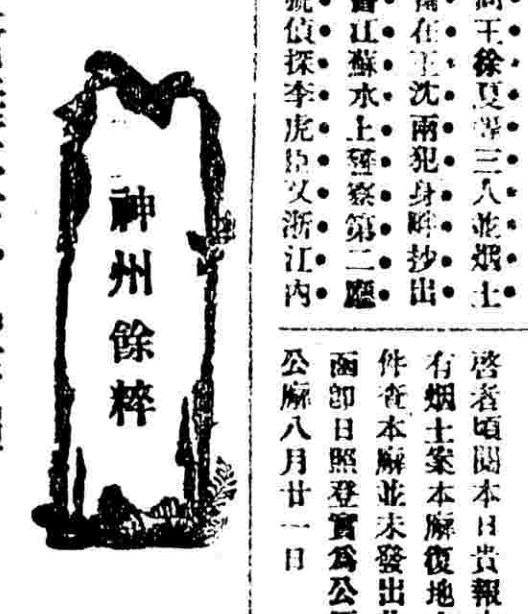 王徐夏三人並烟土
在王沈兩犯身畔抄出
江蘇水上警察第二廳
偵探李虎臣又浙江內
啓者頃閱本日貴報
有烟土案本廨復地
件查本廨並未發出
函卽日照登實爲公
公廨八月廿一日
神州餘粹